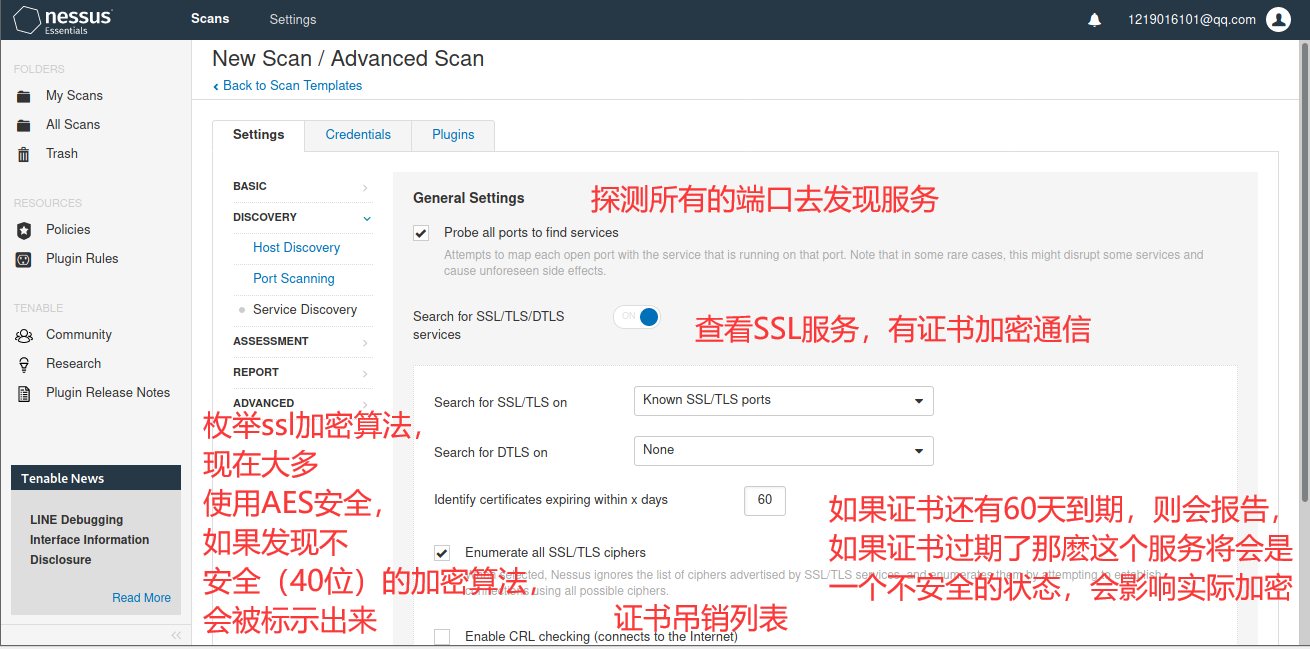 nessus
Essentials
Scans
Settings
1219016101@qq.com
FOLDERS
My Scans
All Scans
Trash
RESOURCES
Policies
Plugin Rules
TENABLE
Community
Research
Plugin Release Notes
Tenable News
LINE Debugging
Interface Information
Disclosure
Read More
New Scan / Advanced Scan
Back to Scan Templates
Settings
Credentials
Plugins
BASIC
DISCOVERY
Host Discovery
Port Scanning
Service Discovery
ASSESSMENT
REPORT
ADVANCED
枚举ssl加密算法,
现在大多
使用AES安全,
如果发现不
安全（40位）的加密算法,
会被标示出来
General Settings
探测所有的端口去发现服务
Probe all ports to find services
Attempts to map each open port with the service that is running on that port. Note that in some rare cases, this might disrupt some services and
cause unforeseen side effects.
Search for SSL/TLS/DTLS
services
ON
查看SSL服务，有证书加密通信
Search for SSL/TLS on
Known SSL/TLS ports
Search for DTLS on
None
Identify certificates expiring within x days
60
如果证书还有60天到期，则会报告，
如果证书过期了那麽这个服务将会是
一个不安全的状态，会影响实际加密
Enumerate all SSL/TLS ciphers
selected, Nessus ignores the list of ciphers advertised by SSL/TLS services, and enumerates them by attempting to establish
using all possible ciphers.
证书吊销列表
Enable CRL checking (connects to the Internet)